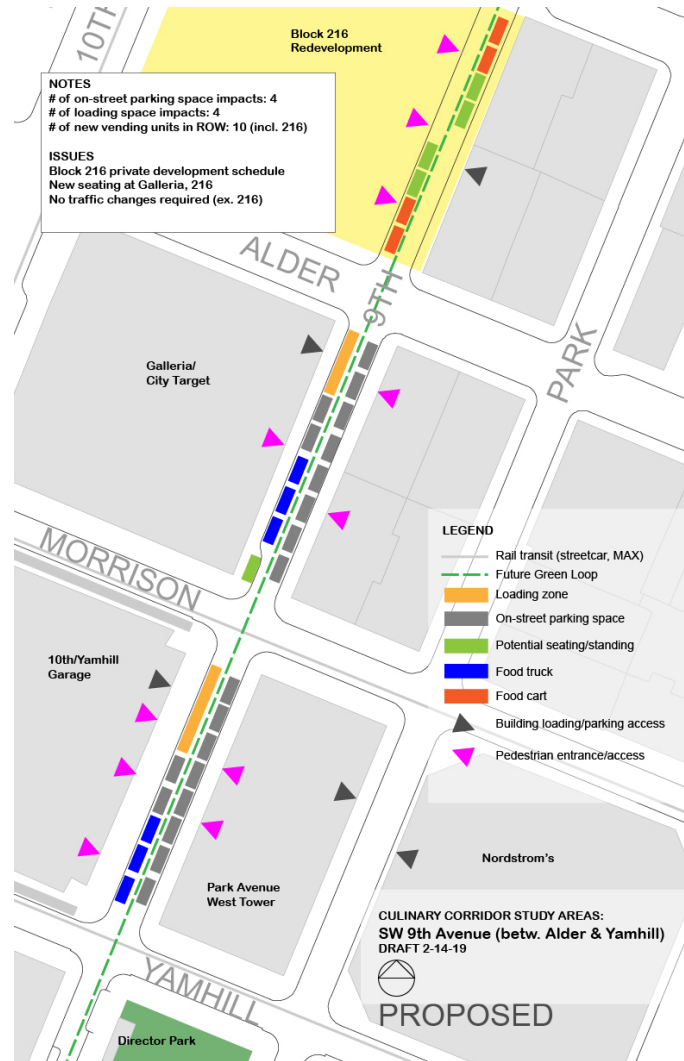 10TH
Block 216
Redevelopment
NOTES
# of on-street parking space impacts: 4
# of loading space impacts: 4
# of new vending units in ROW: 10 (incl. 216)
ISSUES
Block 216 private development schedule
New seating at Galleria, 216
No traffic changes required (ex. 216)
ALDER
9TH
PARK
Galleria/
City Target
MORRISON
LEGEND
Rail transit (streetcar, MAX)
Future Green Loop
Loading zone
On-street parking space
Potential seating/standing
Food truck
Food cart
Building loading/parking access
Pedestrian entrance/access
10th/Yamhill
Garage
Nordstrom's
Park Avenue
West Tower
CULINARY CORRIDOR STUDY AREAS:
SW 9th Avenue (betw. Alder & Yamhill)
DRAFT 2-14-19
PROPOSED
YAMHILL
Director Park